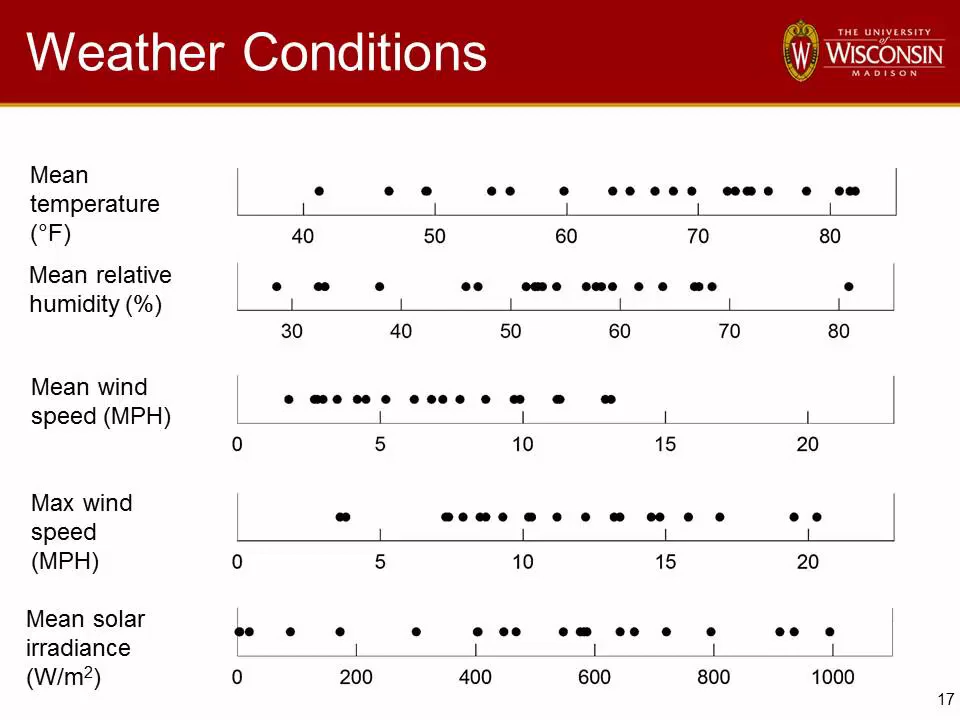 Weather Conditions
THE UNIVERSITY
of
WISCONSIN
MADISON
W
Mean
temperature
(°F)
40 50 60 70 80
Mean relative
humidity (%)
30 40 50 60 70 80
Mean wind
speed (MPH)
0 5 10 15 20
Max wind
speed
(MPH)
0 5 10 15 20
Mean solar
irradiance
(W/m²)
0 200 400 600 800 1000
17